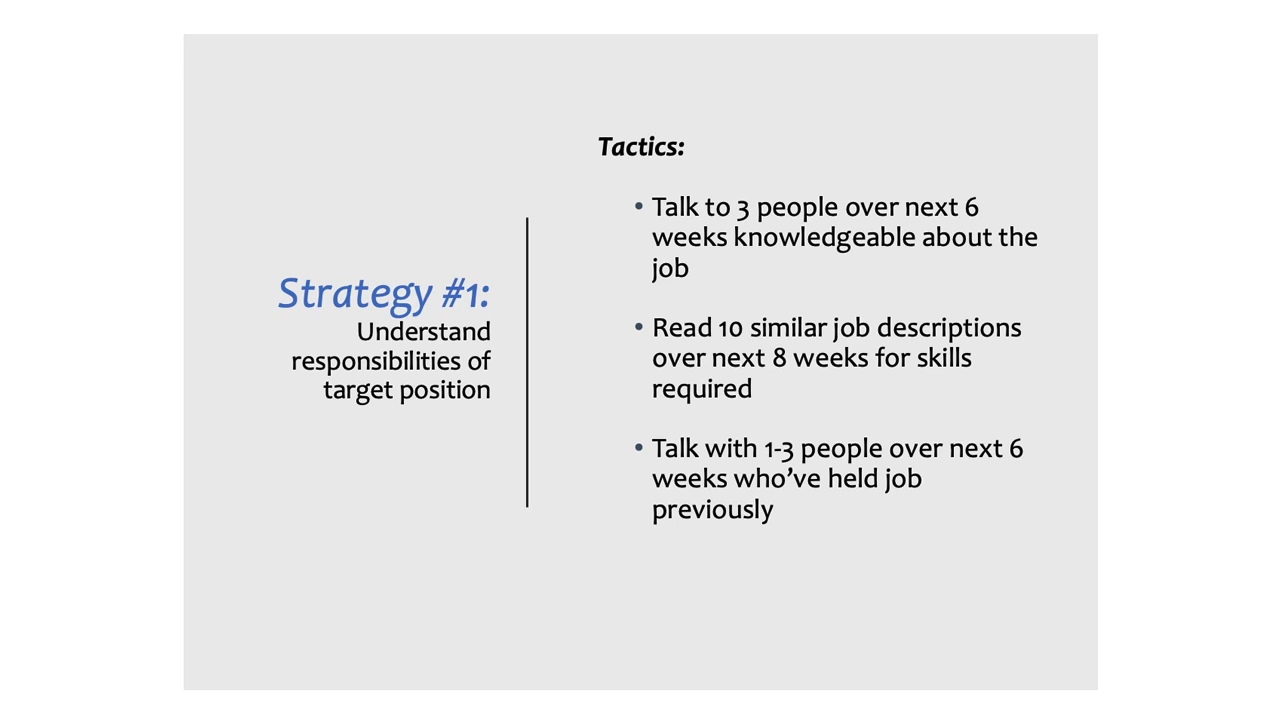 Strategy #1:
Understand
responsibilities of
target position
Tactics:
• Talk to 3 people over next 6
weeks knowledgeable about the
job
• Read 10 similar job descriptions
over next 8 weeks for skills
required
• Talk with 1-3 people over next 6
weeks who’ve held job
previously